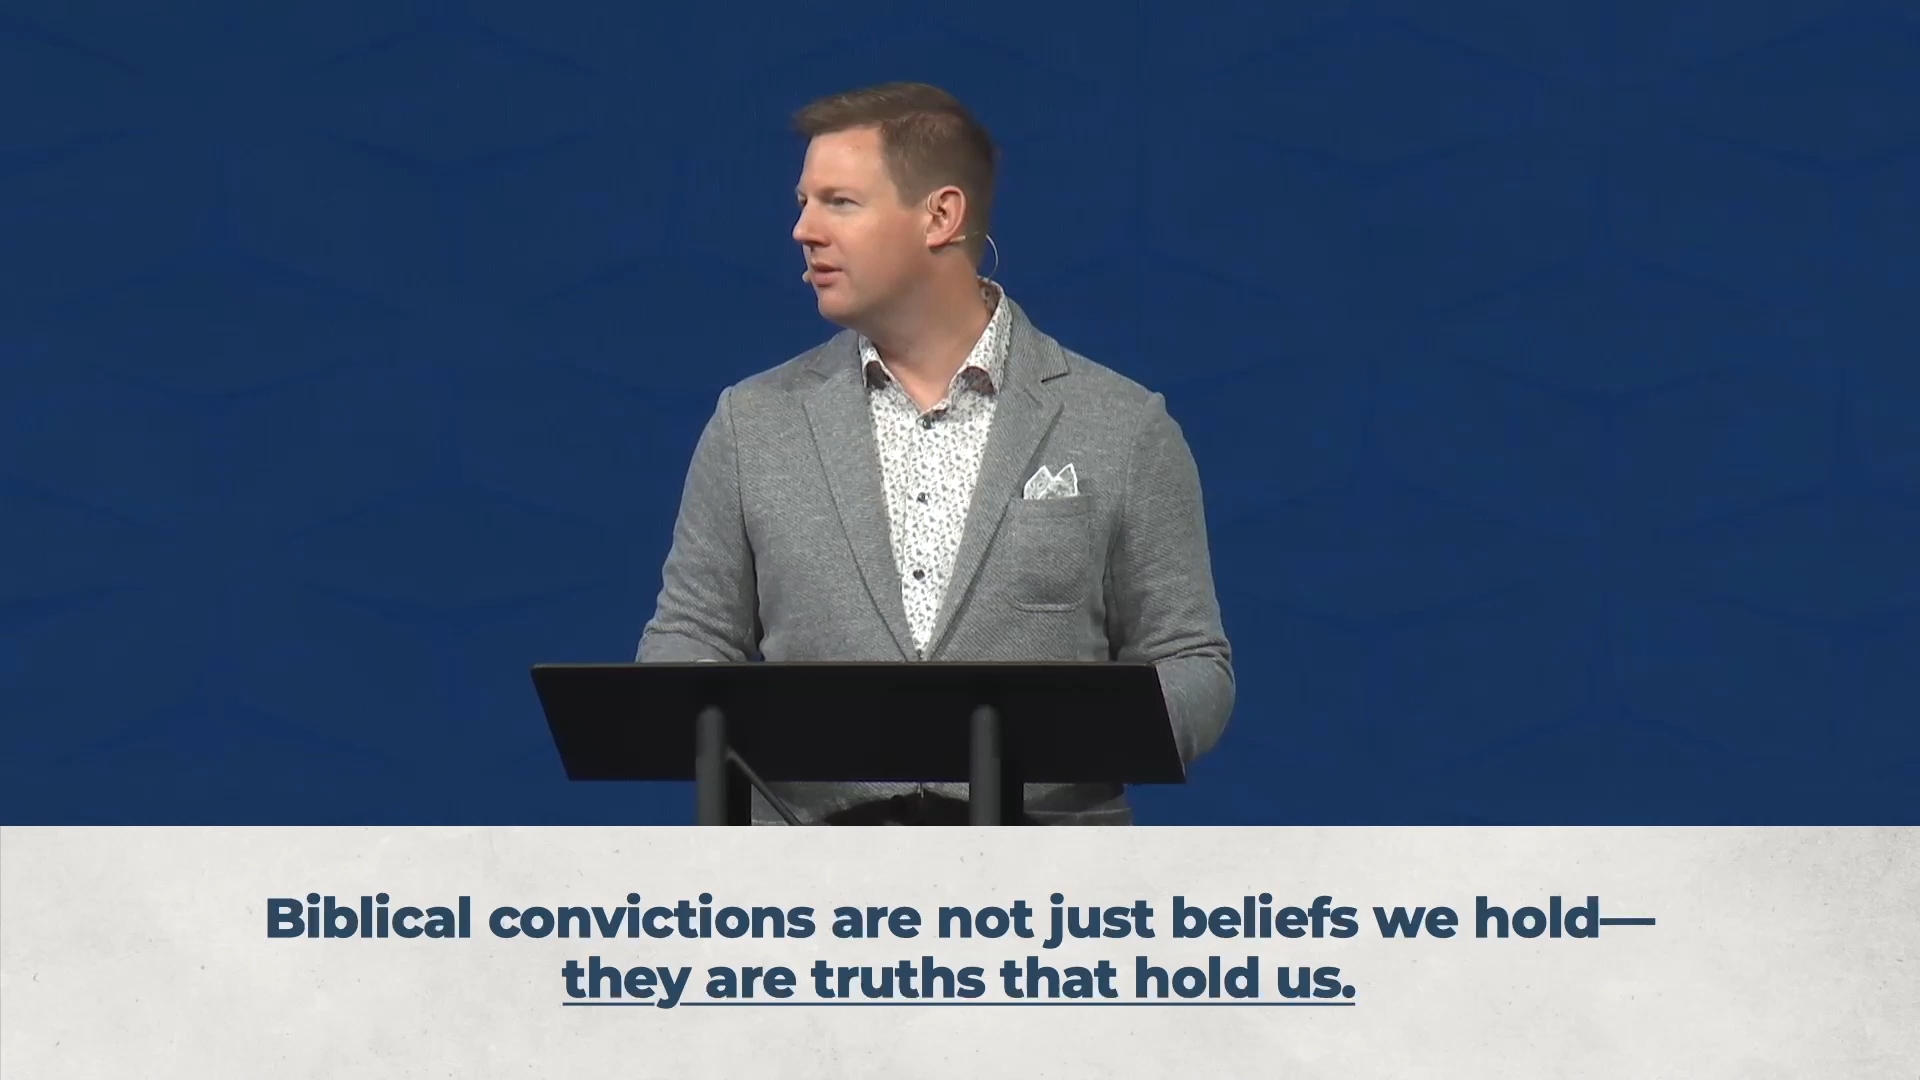 Biblical convictions are not just beliefs we hold—
they are truths that hold us.